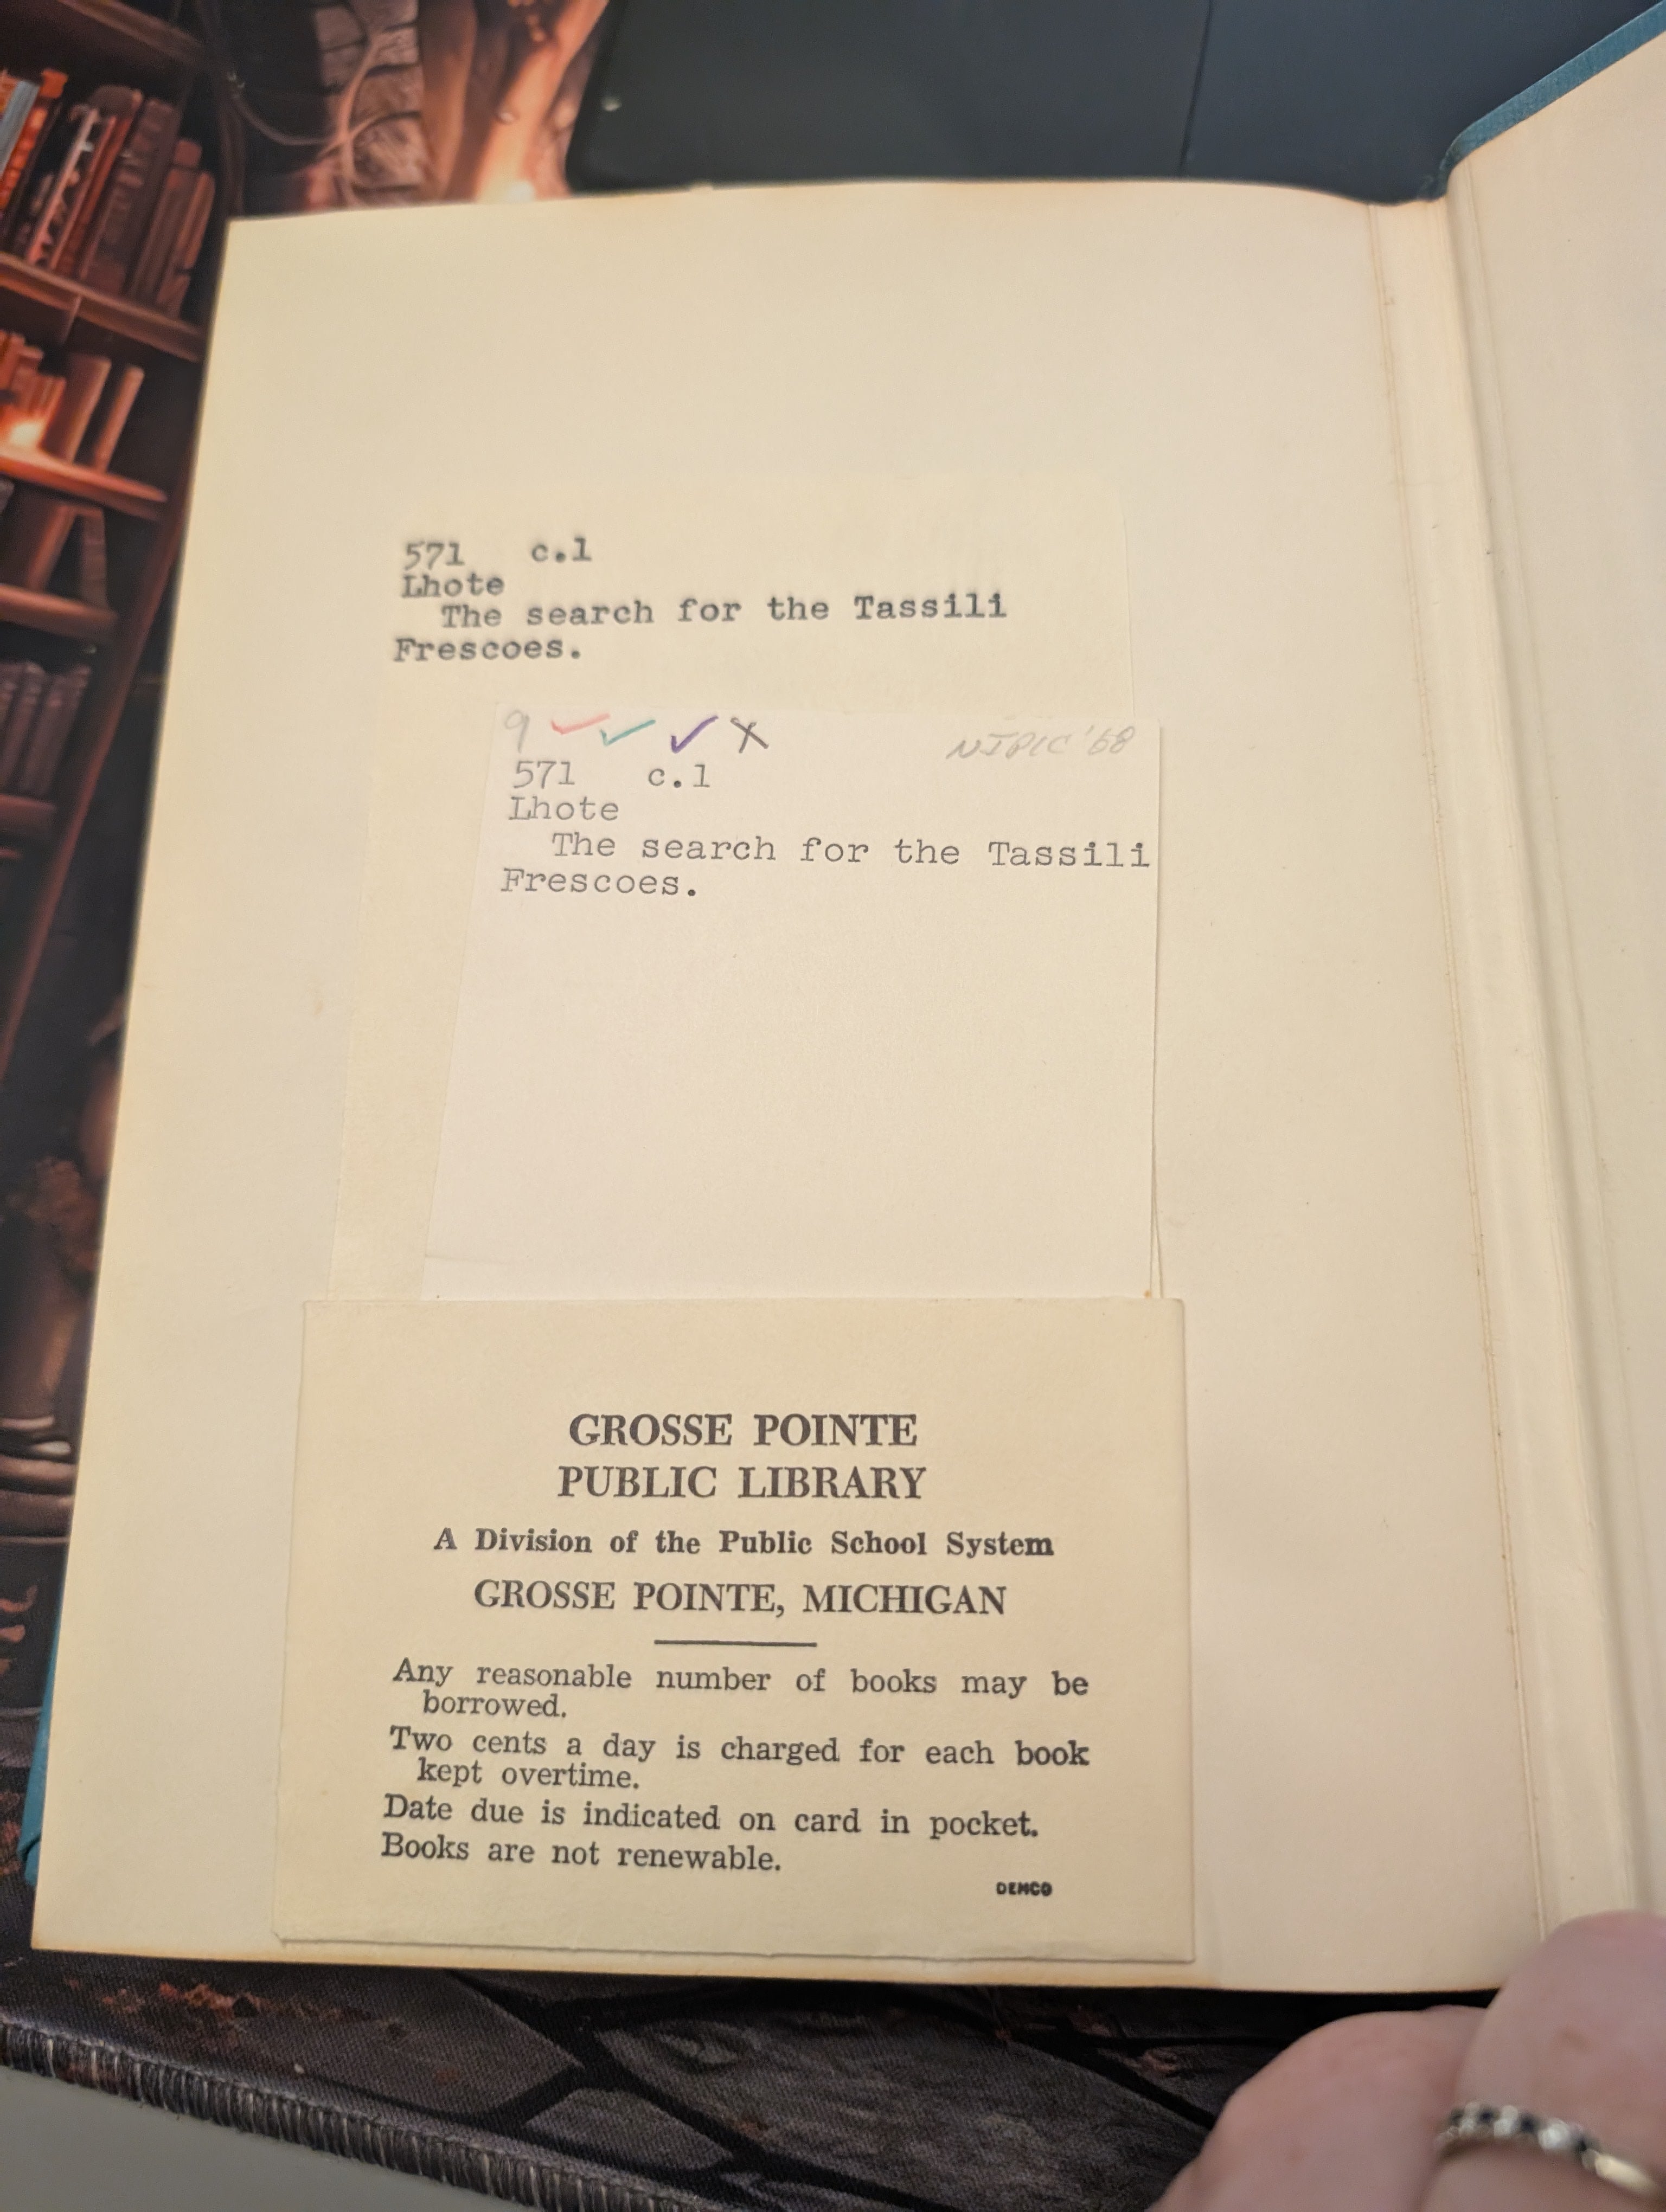 571 c.1
Lhote
The search for the Tassili
Frescoes.
9 ✓ ✓ ✓ X
571 c.1
Lhote
The search for the Tassili
Frescoes.
GROSSE POINTE
PUBLIC LIBRARY
A Division of the Public School System
GROSSE POINTE, MICHIGAN
Any reasonable number of books may be
borrowed.
Two cents a day is charged for each book
kept overtime.
Date due is indicated on card in pocket.
Books are not renewable.
DEMCO